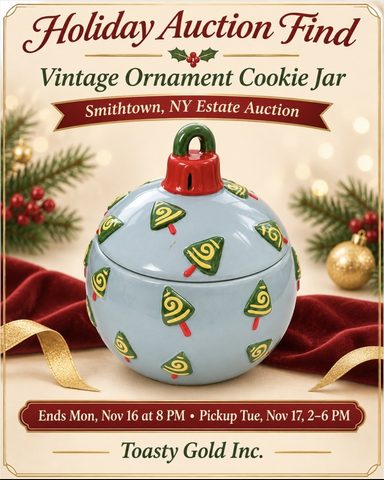 Holiday Auction Find
Vintage Ornament Cookie Jar
Smithtown, NY Estate Auction
Ends Mon, Nov 16 at 8 PM • Pickup Tue, Nov 17, 2–6 PM
Toasty Gold Inc.